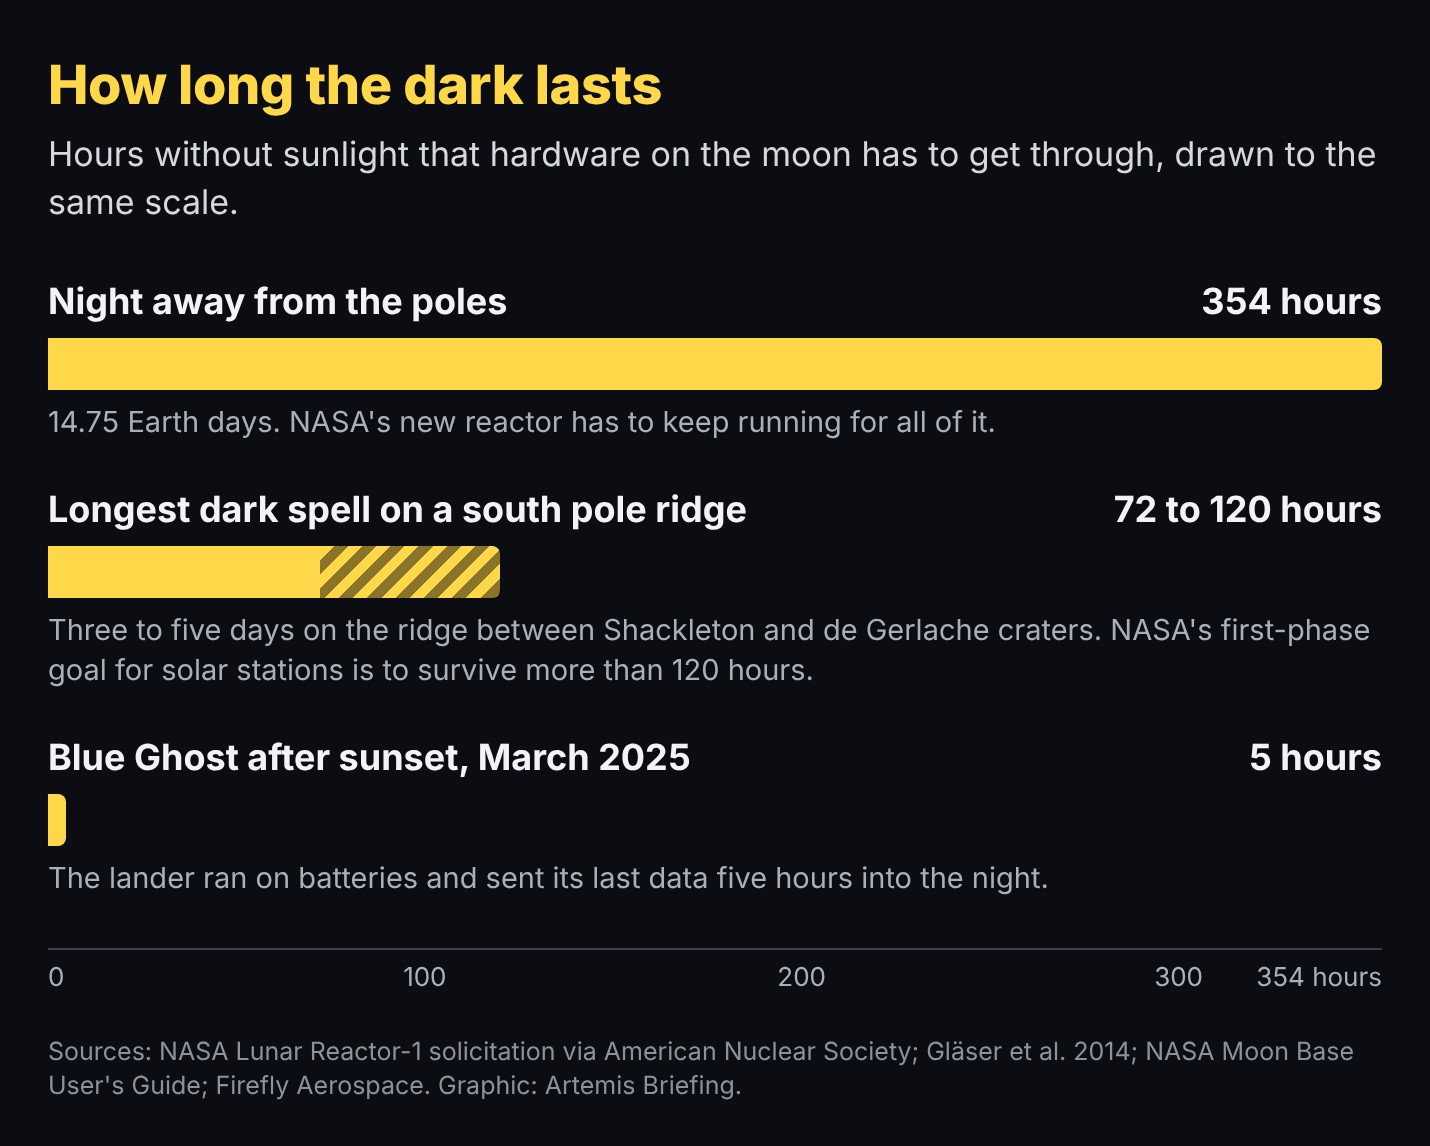 How long the dark lasts
Hours without sunlight that hardware on the moon has to get through, drawn to the
same scale.
Night away from the poles
354 hours
14.75 Earth days. NASA's new reactor has to keep running for all of it.
Longest dark spell on a south pole ridge
72 to 120 hours
Three to five days on the ridge between Shackleton and de Gerlache craters. NASA's first-phase
goal for solar stations is to survive more than 120 hours.
Blue Ghost after sunset, March 2025
5 hours
The lander ran on batteries and sent its last data five hours into the night.
0 100 200 300 354 hours
Sources: NASA Lunar Reactor-1 solicitation via American Nuclear Society; Gläser et al. 2014; NASA Moon Base
User's Guide; Firefly Aerospace. Graphic: Artemis Briefing.